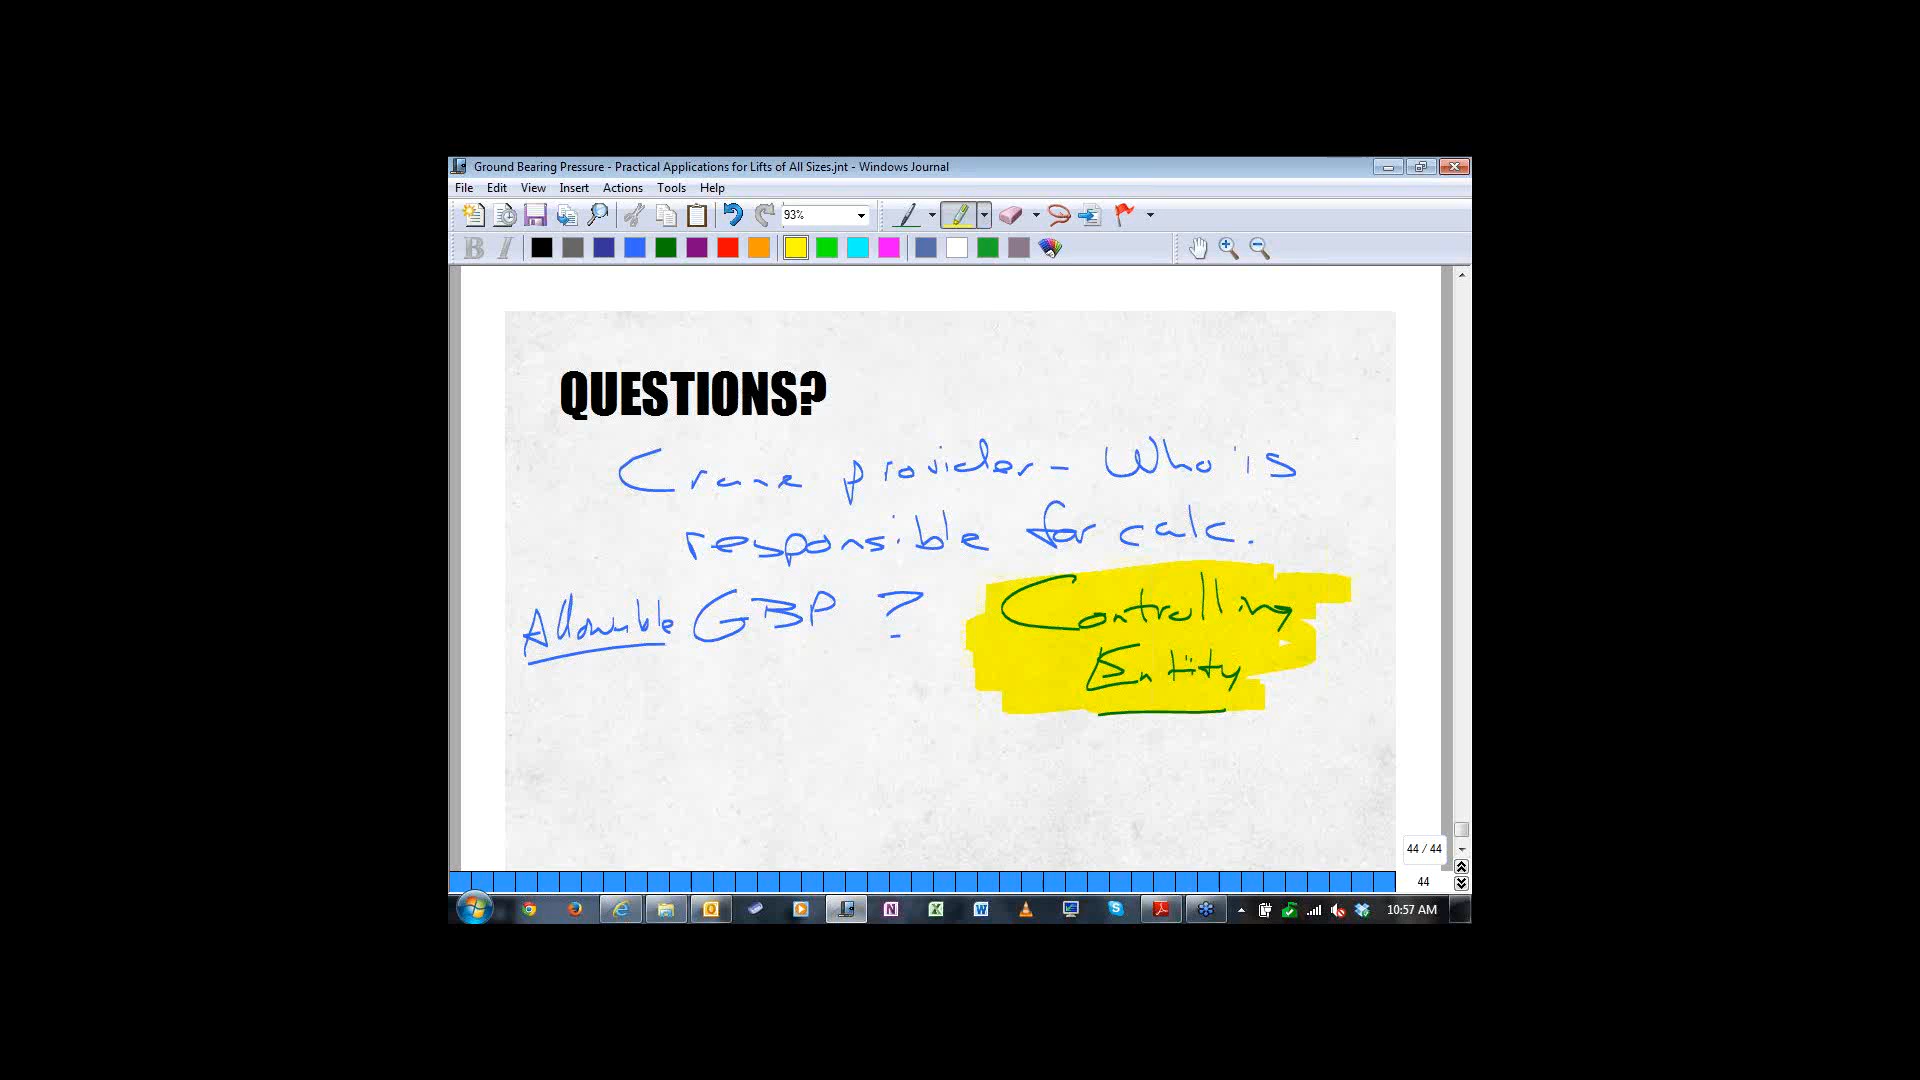 Ground Bearing Pressure - Practical Applications for Lifts of All Sizes.jnt - Windows Journal
File Edit View Insert Actions Tools Help
93%
B I
QUESTIONS?
Crane provider - Who is
responsible for calc.
Allowable GBP ? Controlling
Entity
44 / 44
44
10:57 AM